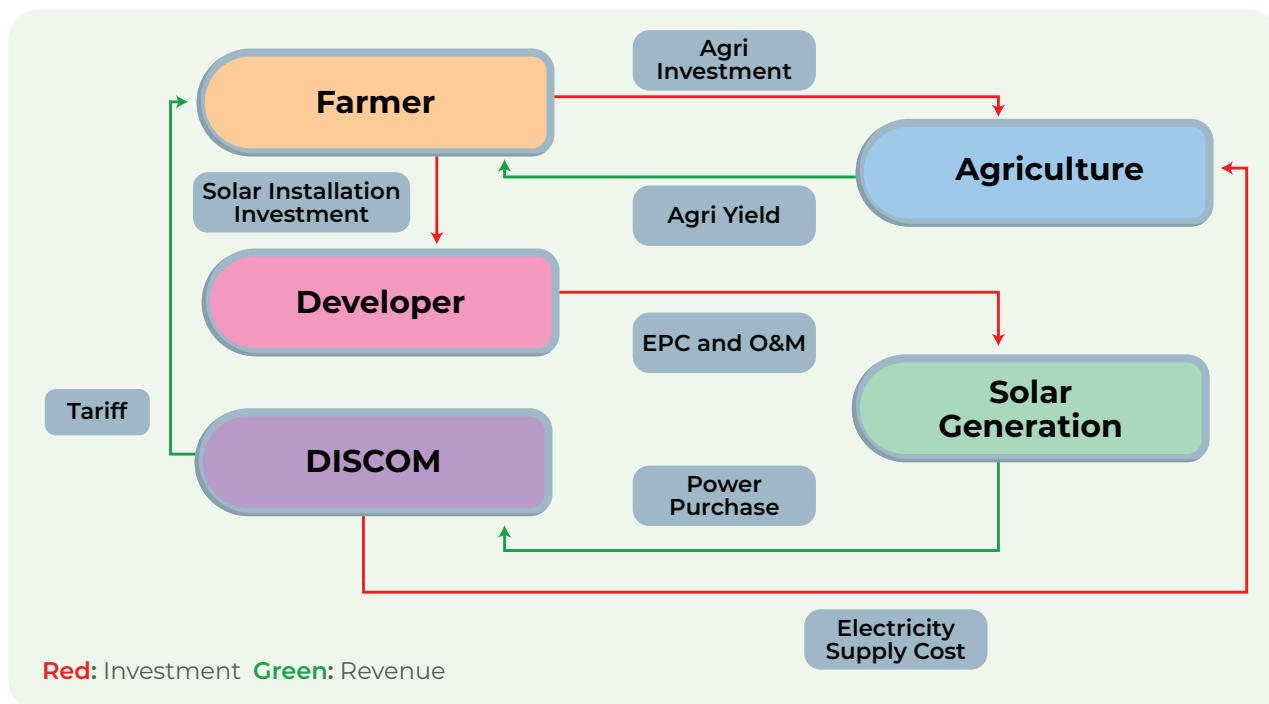 Agri
Investment
Farmer
Agriculture
Solar Installation
Investment
Agri Yield
Developer
EPC and O&M
Solar
Generation
Tariff
DISCOM
Power
Purchase
Electricity
Supply Cost
Red: Investment Green: Revenue